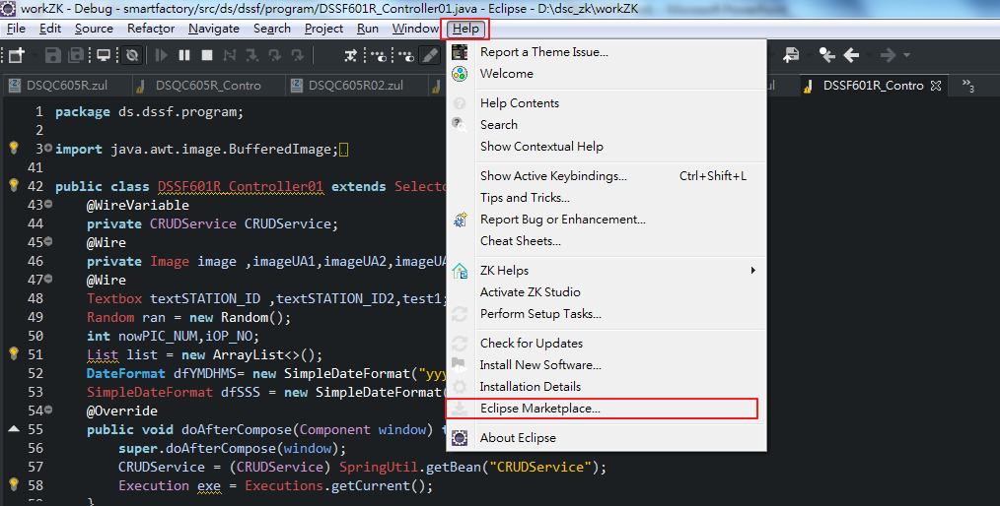 workZK - Debug - smartfactory/src/ds/dssf/program/DSSF601R_Controller01.java - Eclipse - D:\dsc_zk\workZK
File Edit Source Refactor Navigate Search Project Run Window Help
DSQC605R.zul DSQC605R_Contro DSQC605R02.zul ul DSSF601R_Contro »3
1 package ds.dssf.program;
2
3 import java.awt.image.BufferedImage;
41
42 public class DSSF601R_Controller01 extends Selecto
43 @WireVariable
44 private CRUDService CRUDService;
45 @Wire
46 private Image image ,imageUA1,imageUA2,imageUA
47 @Wire
48 Textbox textSTATION_ID ,textSTATION_ID2,test1;
49 Random ran = new Random();
50 int nowPIC_NUM,iOP_NO;
51 List list = new ArrayList<>();
52 DateFormat dfYMDHMS= new SimpleDateFormat("yyy
53 SimpleDateFormat dfSSS = new SimpleDateFormat(
54 @Override
55 public void doAfterCompose(Component window) t
56 super.doAfterCompose(window);
57 CRUDService = (CRUDService) SpringUtil.getBean("CRUDService");
58 Execution exe = Executions.getCurrent();
}
Report a Theme Issue...
Welcome
Help Contents
Search
Show Contextual Help
Show Active Keybindings... Ctrl+Shift+L
Tips and Tricks...
Report Bug or Enhancement...
Cheat Sheets...
ZK Helps
Activate ZK Studio
Perform Setup Tasks...
Check for Updates
Install New Software...
Installation Details
Eclipse Marketplace...
About Eclipse